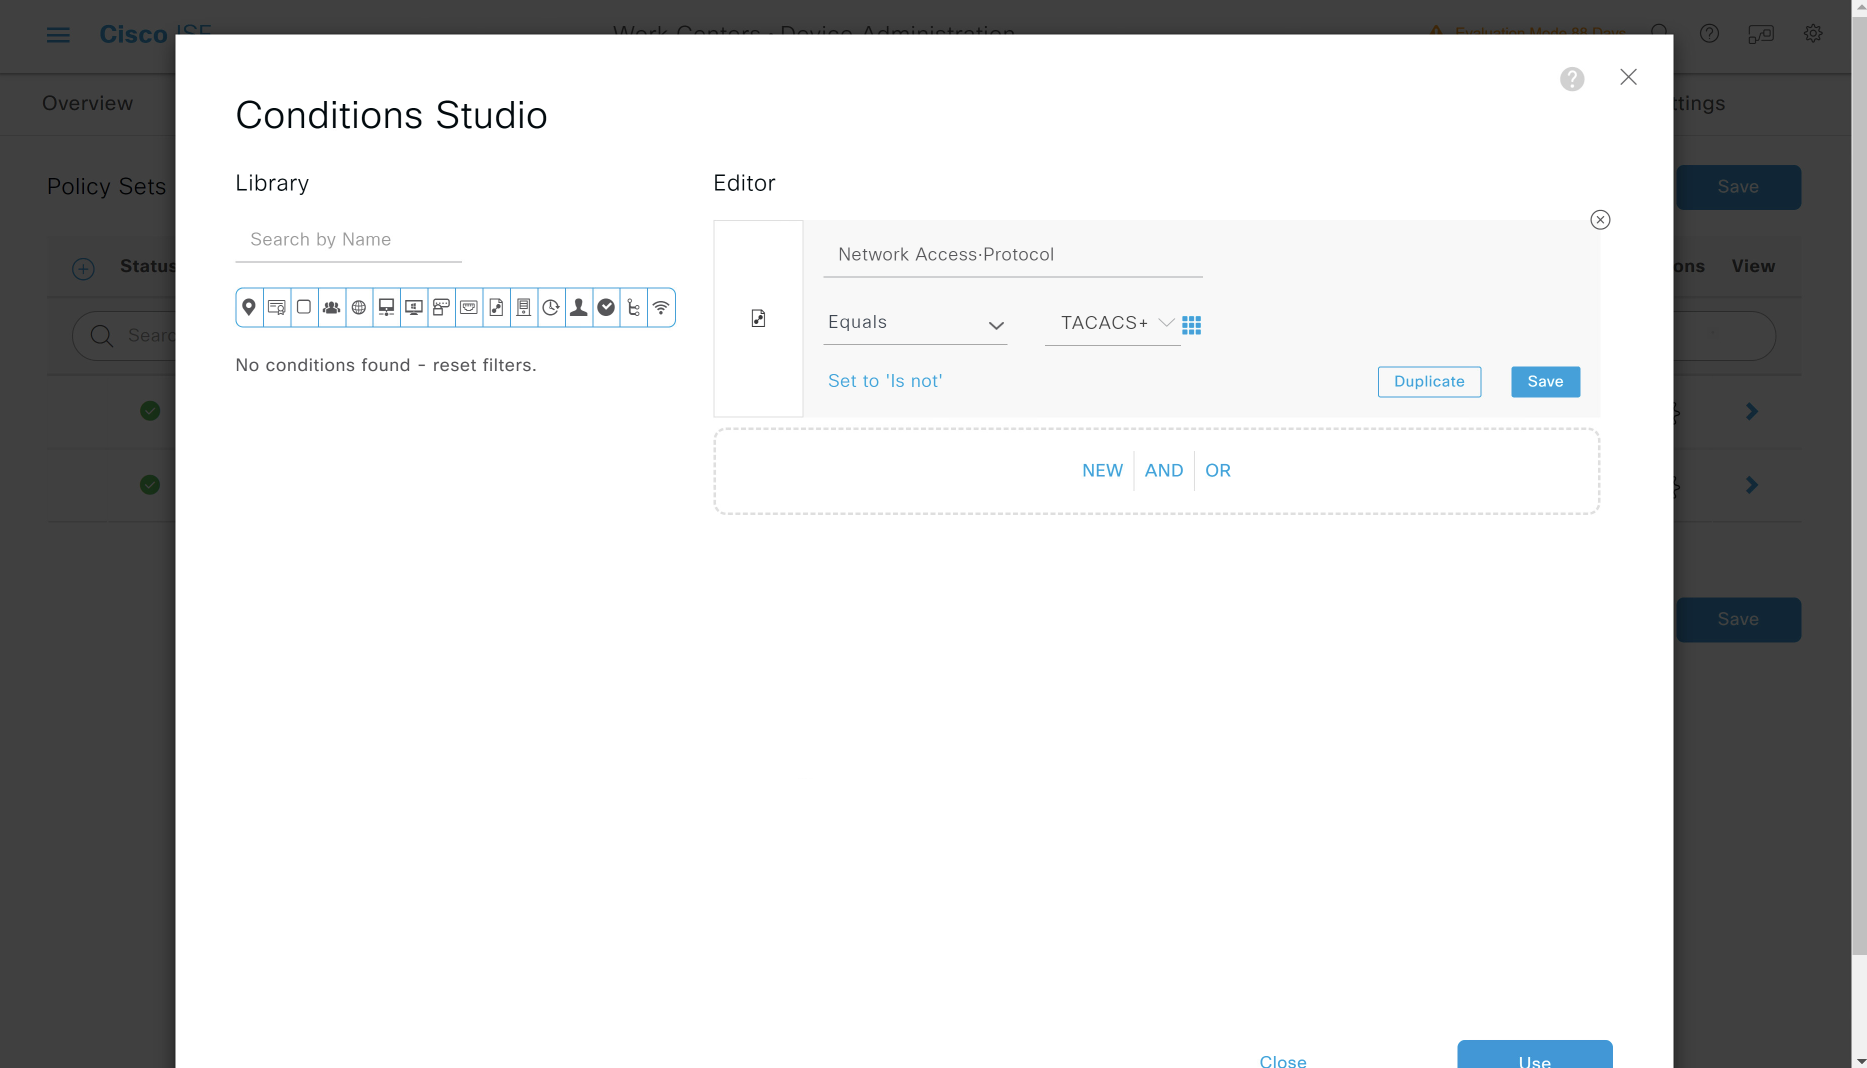 Cisco ISE
Work Centers · Device Administration
Evaluation Mode 88 Days
Overview
ttings
Conditions Studio
Policy Sets
Save
Library
Editor
Status
ons
View
Search by Name
Network Access·Protocol
Equals
TACACS+
Searc
No conditions found - reset filters.
Set to 'Is not'
Duplicate
Save
NEW
AND
OR
Save
Close
Use